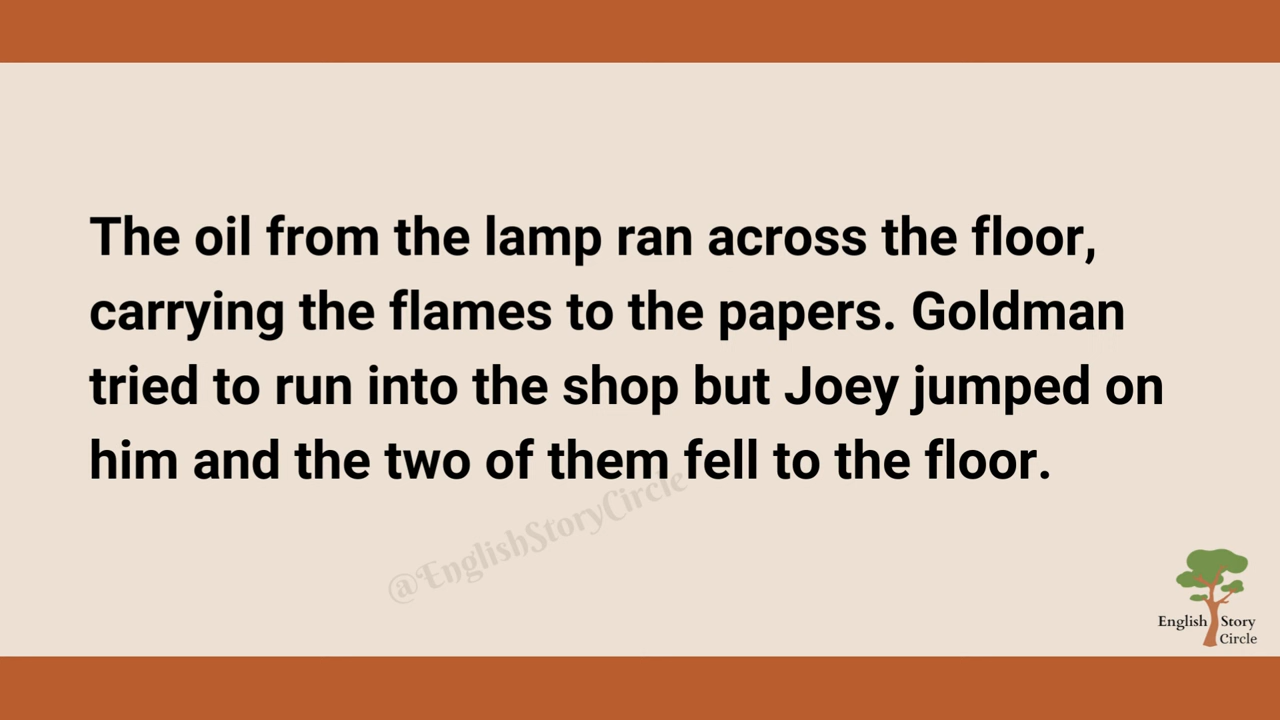 The oil from the lamp ran across the floor,
carrying the flames to the papers. Goldman
tried to run into the shop but Joey jumped on
him and the two of them fell to the floor.
@EnglishStoryCircle
English Story
Circle